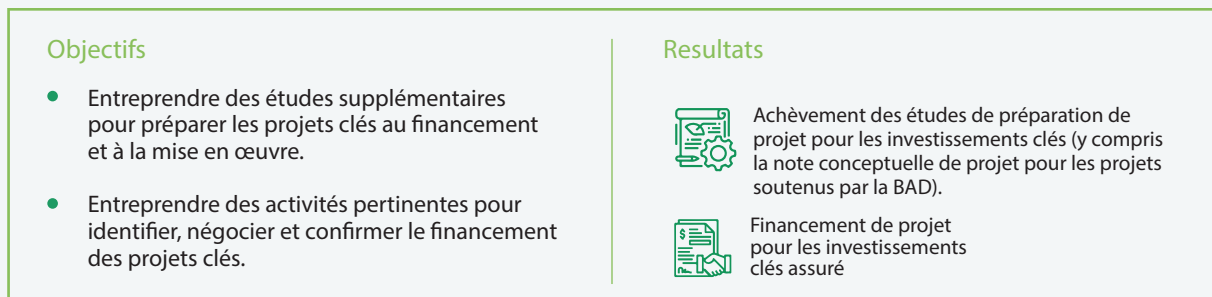 Objectifs
Entreprendre des études supplémentaires
pour préparer les projets clés au financement
et à la mise en œuvre.
Entreprendre des activités pertinentes pour
identifier, négocier et confirmer le financement
des projets clés.
Resultats
Achèvement des études de préparation de
projet pour les investissements clés (y compris
la note conceptuelle de projet pour les projets
soutenus par la BAD).
$
Financement de projet
pour les investissements
clés assuré